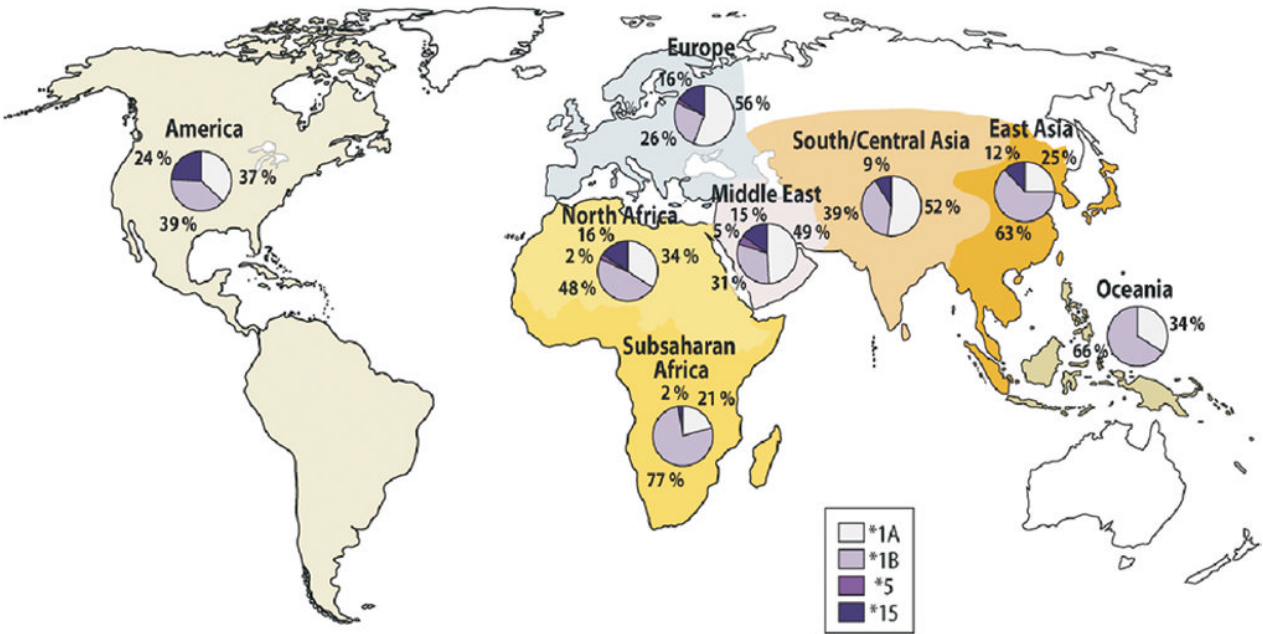 Europe
16 %
56 %
26 %
America
24 %
37 %
39 %
South/Central Asia
9 %
39 %
52 %
East Asia
12 %
25 %
63 %
Middle East
15 %
5 %
49 %
31 %
North Africa
16 %
2 %
34 %
48 %
Oceania
34 %
66 %
Subsaharan
Africa
2 %
21 %
77 %
*1A
*1B
*5
*15